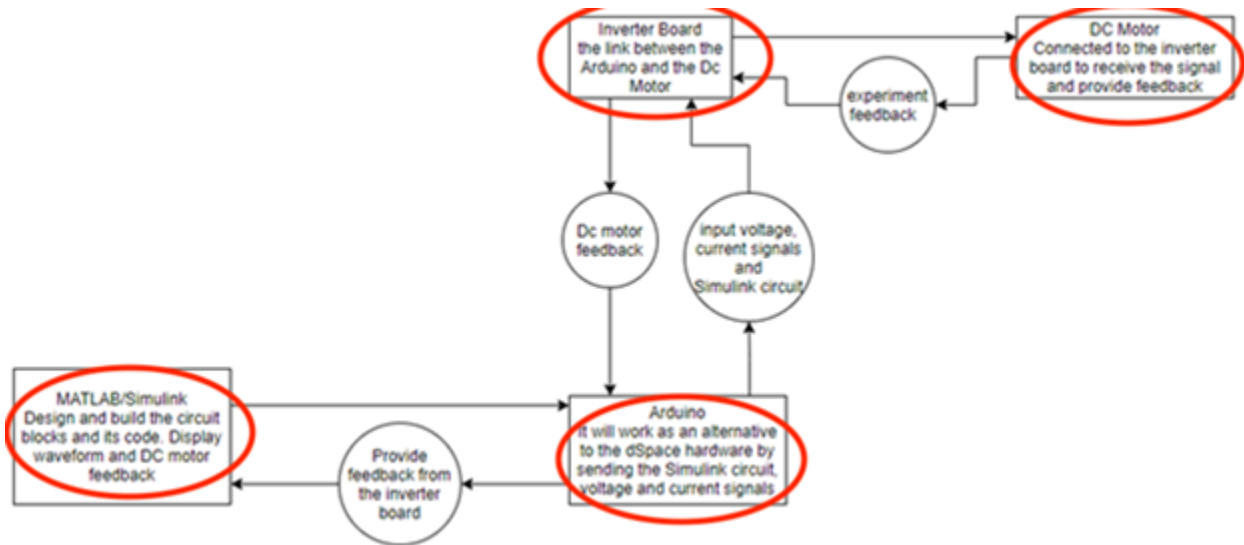 Inverter Board
the link between the
Arduino and the Dc
Motor
DC Motor
Connected to the inverter
board to receive the signal
and provide feedback
experiment
feedback
Dc motor
feedback
input voltage,
current signals
and
Simulink circuit
MATLAB/Simulink
Design and build the circuit
blocks and its code. Display
waveform and DC motor
feedback
Provide
feedback from
the inverter
board
Arduino
It will work as an alternative
to the dSpace hardware by
sending the Simulink circuit,
voltage and current signals